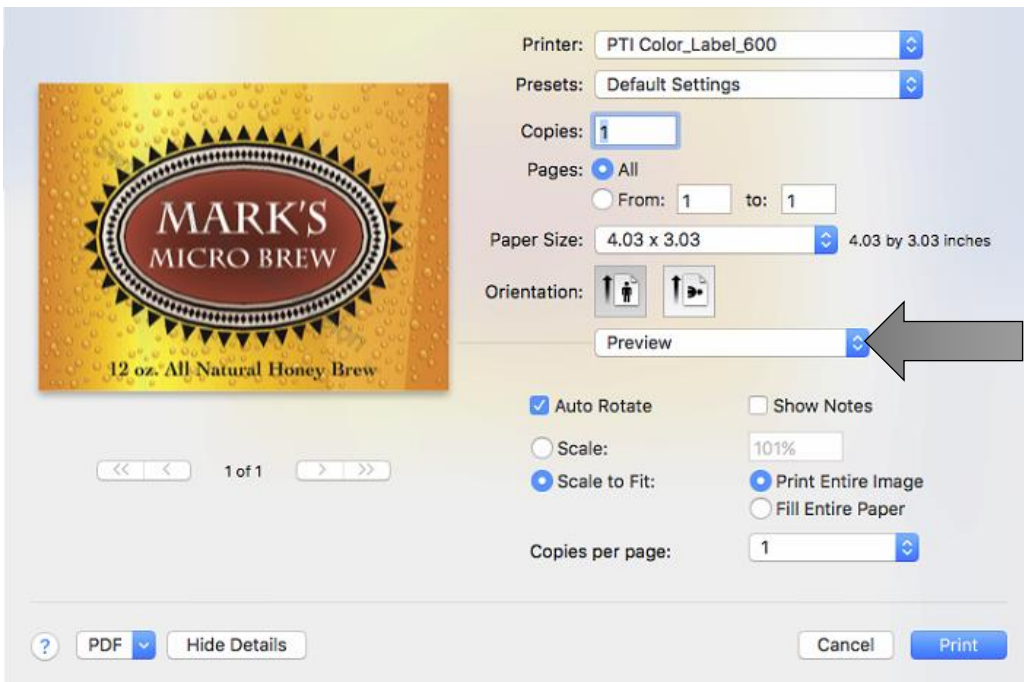 Printer: PTI Color_Label_600
Presets: Default Settings
Copies: 1
Pages: All
From: 1 to: 1
Paper Size: 4.03 x 3.03 4.03 by 3.03 inches
Orientation:
Preview
MARK'S
MICRO BREW
12 oz. All Natural Honey Brew
<< < 1 of 1 > >>
Auto Rotate Show Notes
Scale: 101%
Scale to Fit: Print Entire Image
Fill Entire Paper
Copies per page: 1
? PDF Hide Details Cancel Print